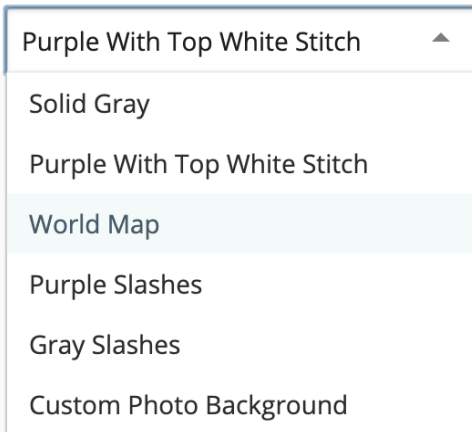 Purple With Top White Stitch
Solid Gray
Purple With Top White Stitch
World Map
Purple Slashes
Gray Slashes
Custom Photo Background